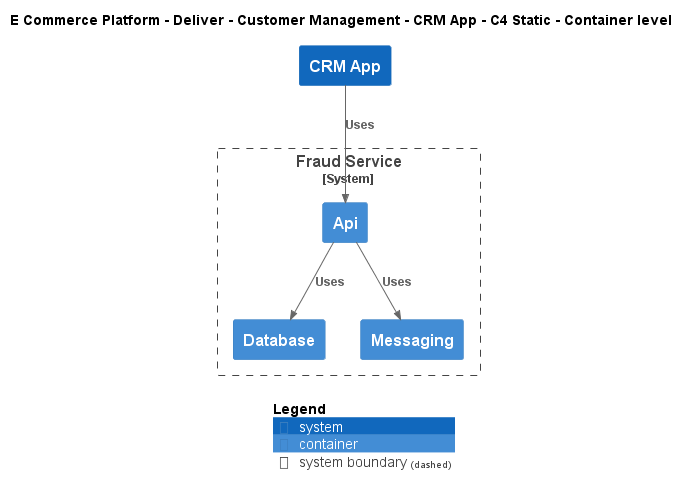 E Commerce Platform - Deliver - Customer Management - CRM App - C4 Static - Container level
CRM App
Uses
Fraud Service
[System]
Api
Uses
Uses
Database
Messaging
Legend
system
container
system boundary (dashed)